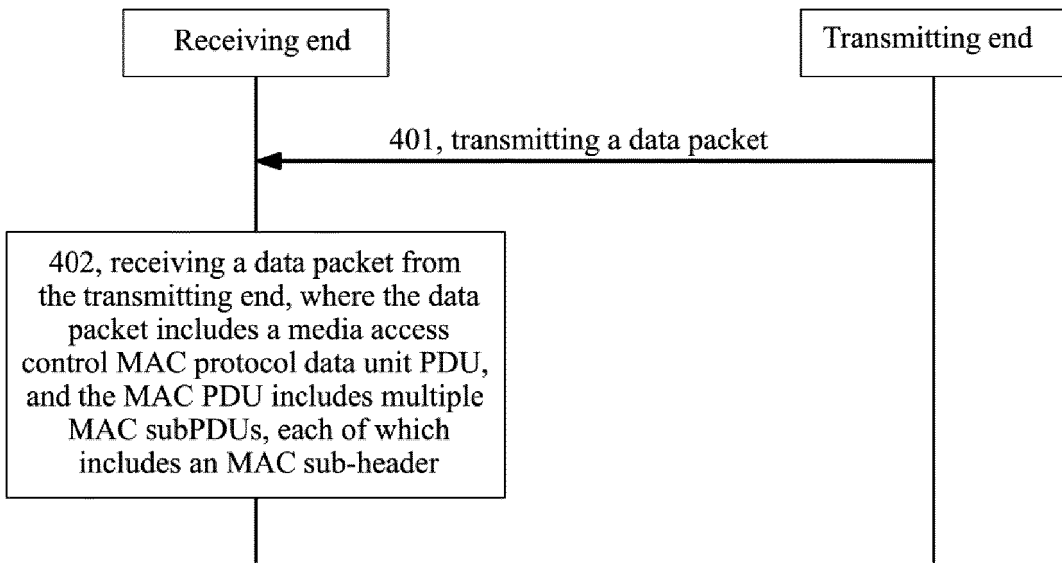 Receiving end
Transmitting end
401, transmitting a data packet
402, receiving a data packet from
the transmitting end, where the data
packet includes a media access
control MAC protocol data unit PDU,
and the MAC PDU includes multiple
MAC subPDUs, each of which
includes an MAC sub-header